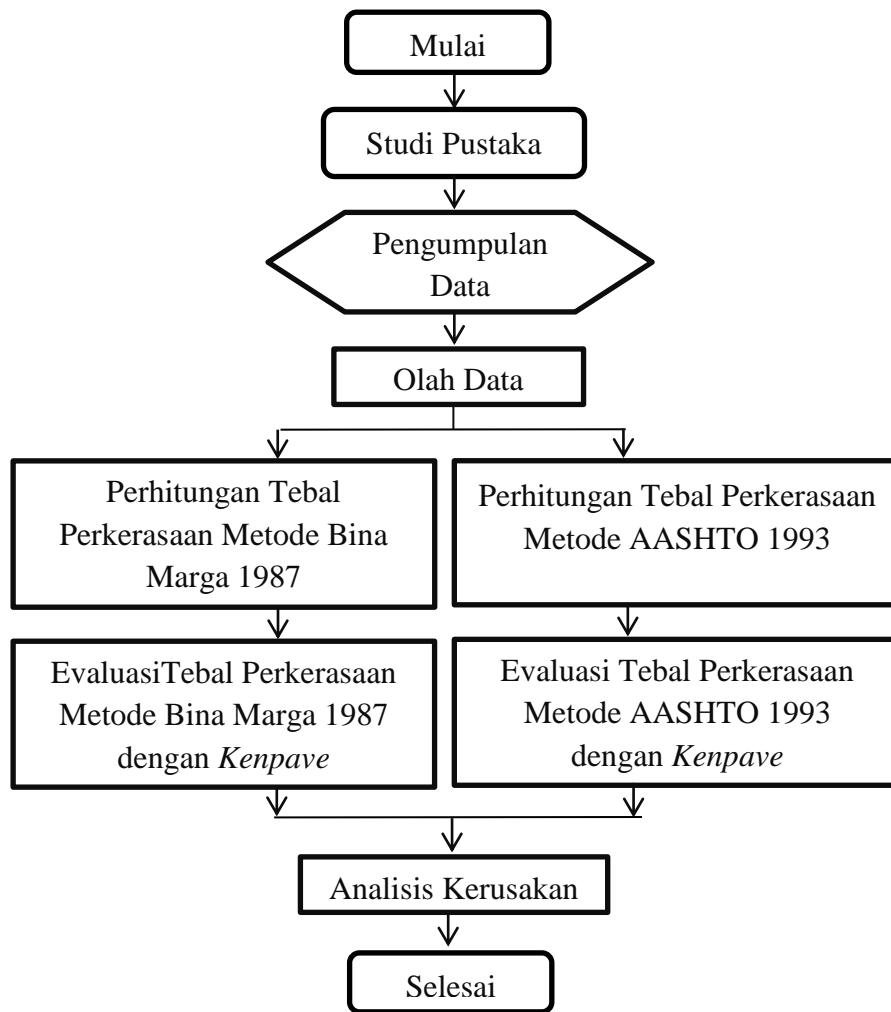 Mulai
Studi Pustaka
Pengumpulan
Data
Olah Data
Perhitungan Tebal
Perkerasaan Metode Bina
Marga 1987
Perhitungan Tebal Perkerasaan
Metode AASHTO 1993
EvaluasiTebal Perkerasaan
Metode Bina Marga 1987
dengan Kenpave
Evaluasi Tebal Perkerasaan
Metode AASHTO 1993
dengan Kenpave
Analisis Kerusakan
Selesai